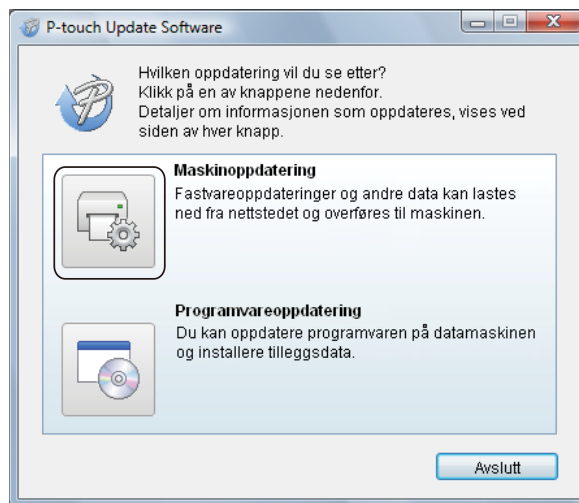 P-touch Update Software
Hvilken oppdatering vil du se etter?
Klikk på en av knappene nedenfor.
Detaljer om informasjonen som oppdateres, vises ved
siden av hver knapp.
Maskinoppdatering
Fastvareoppdateringer og andre data kan lastes
ned fra nettstedet og overføres til maskinen.
Programvareoppdatering
Du kan oppdatere programvaren på datamaskinen
og installere tilleggsdata.
Avslutt